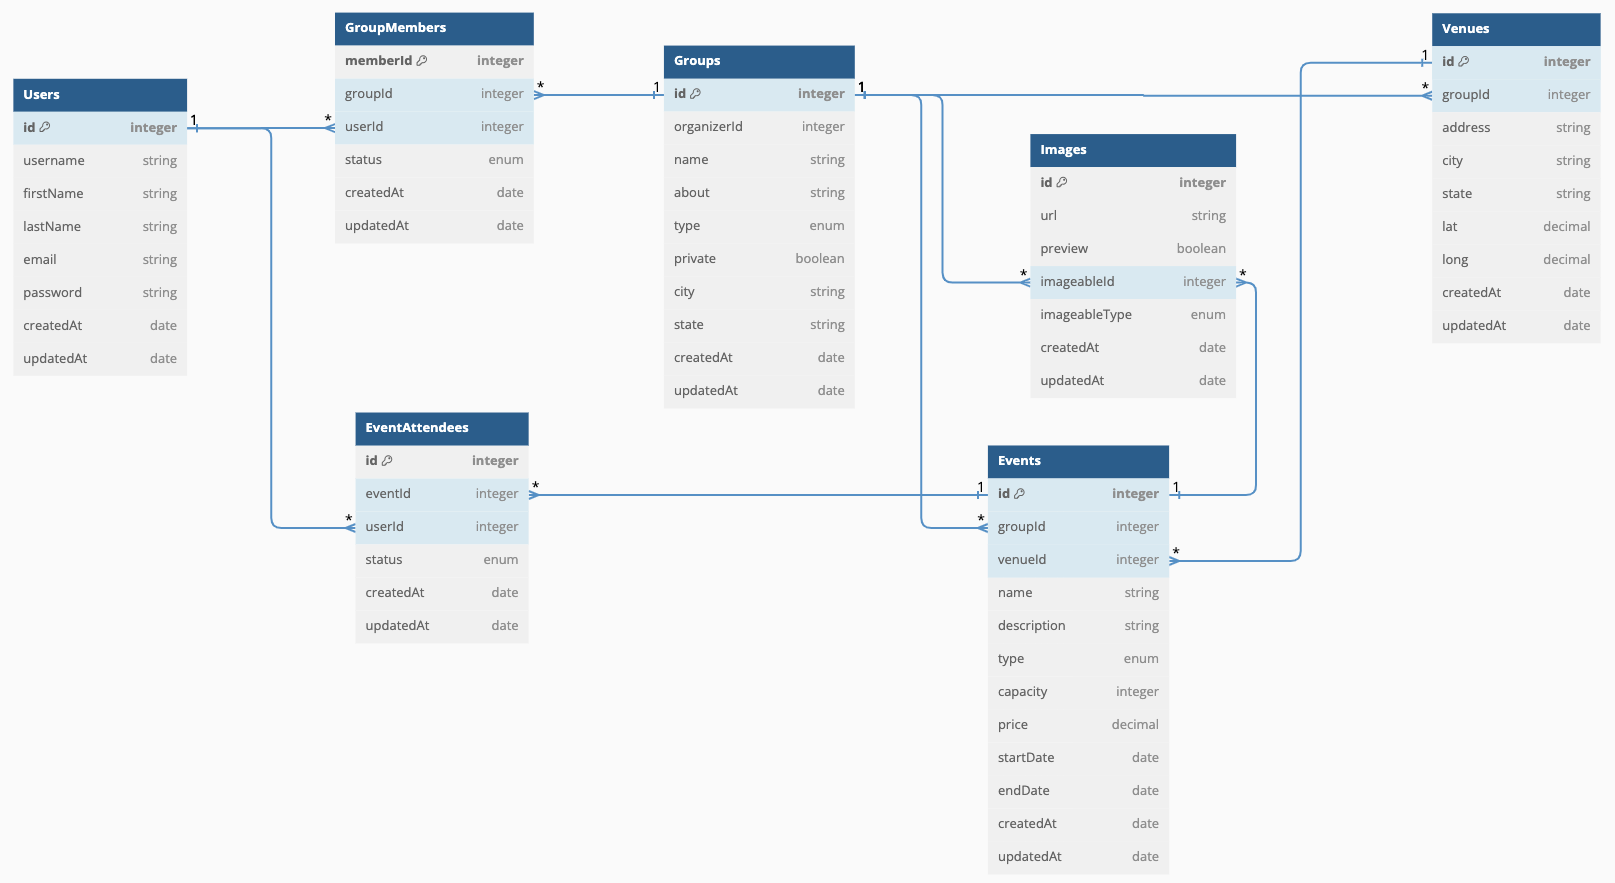 Users
id integer
username string
firstName string
lastName string
email string
password string
createdAt date
updatedAt date
1
*
*
GroupMembers
memberId integer
groupId integer
userId integer
status enum
createdAt date
updatedAt date
*
1
Groups
id integer
organizerId integer
name string
about string
type enum
private boolean
city string
state string
createdAt date
updatedAt date
1
*
*
*
Images
id integer
url string
preview boolean
imageableId integer
imageableType enum
createdAt date
updatedAt date
*
1
Venues
id integer
groupId integer
address string
city string
state string
lat decimal
long decimal
createdAt date
updatedAt date
1
*
EventAttendees
id integer
eventId integer
userId integer
status enum
createdAt date
updatedAt date
*
1
Events
id integer
groupId integer
venueId integer
name string
description string
type enum
capacity integer
price decimal
startDate date
endDate date
createdAt date
updatedAt date